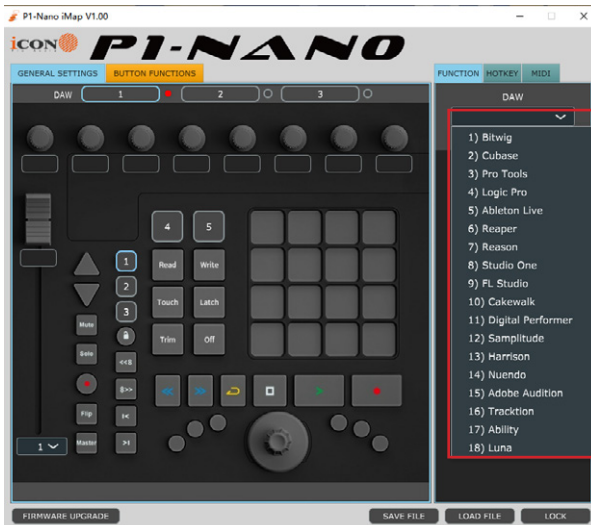 P1-Nano iMap V1.00
icon P1-NANO
GENERAL SETTINGS BUTTON FUNCTIONS
FUNCTION HOTKEY MIDI
DAW 1 2 3
DAW
1) Bitwig
2) Cubase
3) Pro Tools
4) Logic Pro
5) Ableton Live
6) Reaper
7) Reason
8) Studio One
9) FL Studio
10) Cakewalk
11) Digital Performer
12) Samplitude
13) Harrison
14) Nuendo
15) Adobe Audition
16) Tracktion
17) Ability
18) Luna
4 5
1 Read Write
2
3 Touch Latch
Mute
Trim Off
Solo <<8
8>>
Flip I<
1 Master >I
FIRMWARE UPGRADE SAVE FILE LOAD FILE LOCK